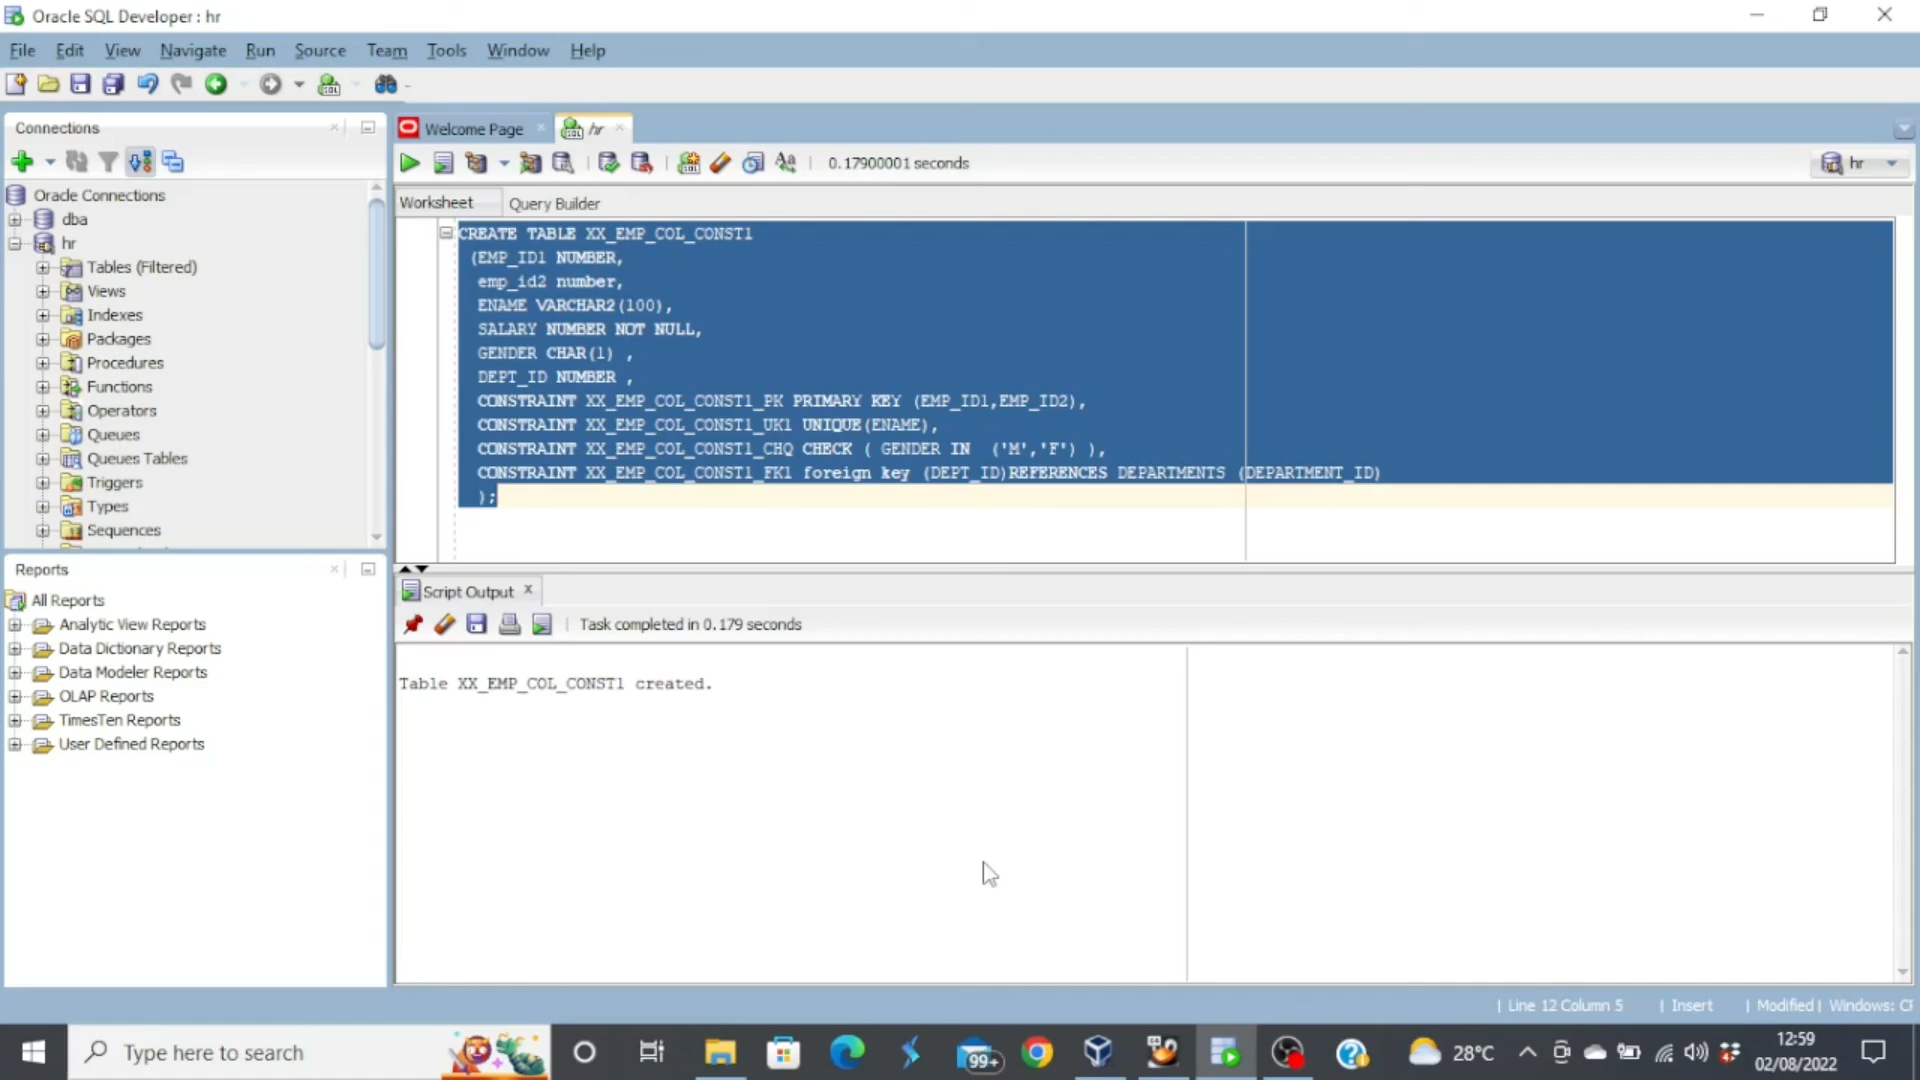 Oracle SQL Developer : hr
File Edit View Navigate Run Source Team Tools Window Help
Connections
Welcome Page
hr
0.17900001 seconds
hr
Worksheet
Query Builder
Oracle Connections
dba
hr
Tables (Filtered)
Views
Indexes
Packages
Procedures
Functions
Operators
Queues
Queues Tables
Triggers
Types
Sequences
CREATE TABLE XX_EMP_COL_CONST1
(EMP_ID1 NUMBER,
emp_id2 number,
ENAME VARCHAR2(100),
SALARY NUMBER NOT NULL,
GENDER CHAR(1) ,
DEPT_ID NUMBER ,
CONSTRAINT XX_EMP_COL_CONST1_PK PRIMARY KEY (EMP_ID1,EMP_ID2),
CONSTRAINT XX_EMP_COL_CONST1_UK1 UNIQUE(ENAME),
CONSTRAINT XX_EMP_COL_CONST1_CHQ CHECK ( GENDER IN ('M','F') ),
CONSTRAINT XX_EMP_COL_CONST1_FK1 foreign key (DEPT_ID)REFERENCES DEPARTMENTS (DEPARTMENT_ID)
);
Reports
All Reports
Analytic View Reports
Data Dictionary Reports
Data Modeler Reports
OLAP Reports
TimesTen Reports
User Defined Reports
Script Output
Task completed in 0.179 seconds
Table XX_EMP_COL_CONST1 created.
| Line 12 Column 5 | Insert | Modified | Windows:
Type here to search
99+
28°C
12:59
02/08/2022